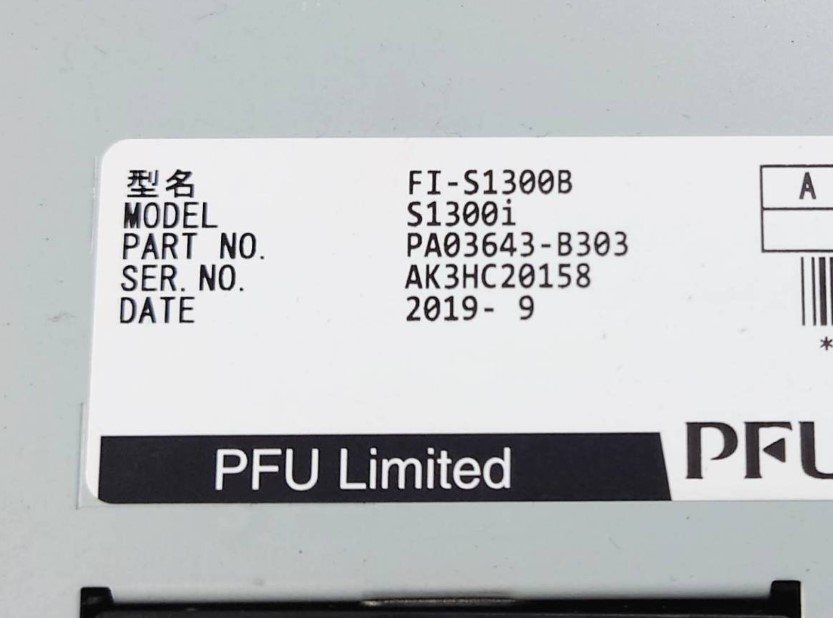 型名 FI-S1300B
MODEL S1300i
PART NO. PA03643-B303
SER.NO. AK3HC20158
DATE 2019- 9
A
*
PFU Limited
PFU